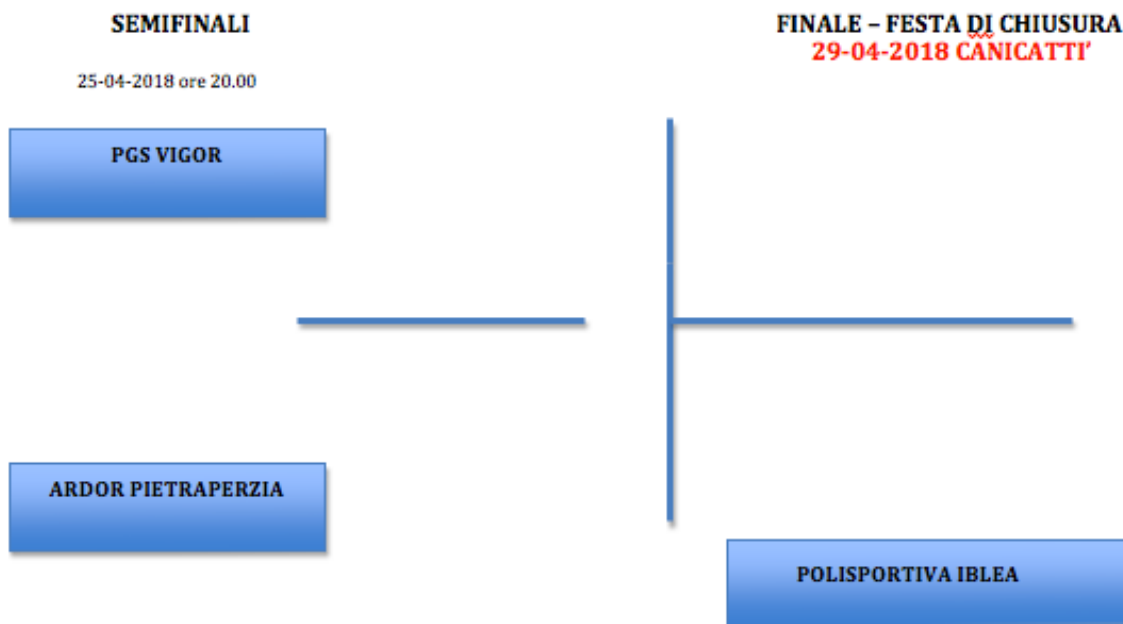 SEMIFINALI
25-04-2018 ore 20.00
FINALE – FESTA DI CHIUSURA
29-04-2018 CANICATTI’
PGS VIGOR
ARDOR PIETRAPERZIA
POLISPORTIVA IBLEA